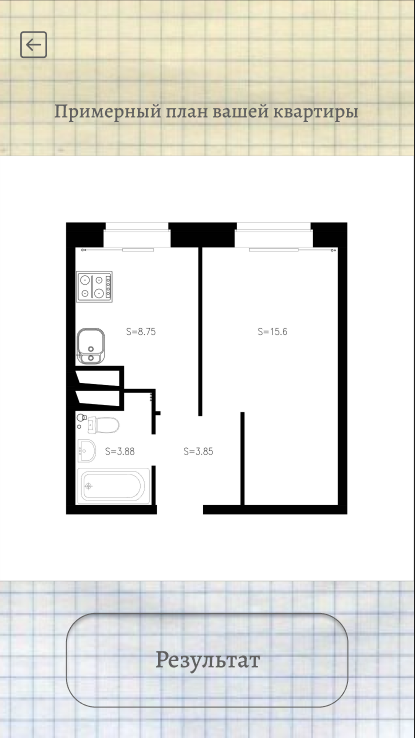 Примерный план вашей квартиры
S=8.75
S=15.6
S=3.88
S=3.85
Результат